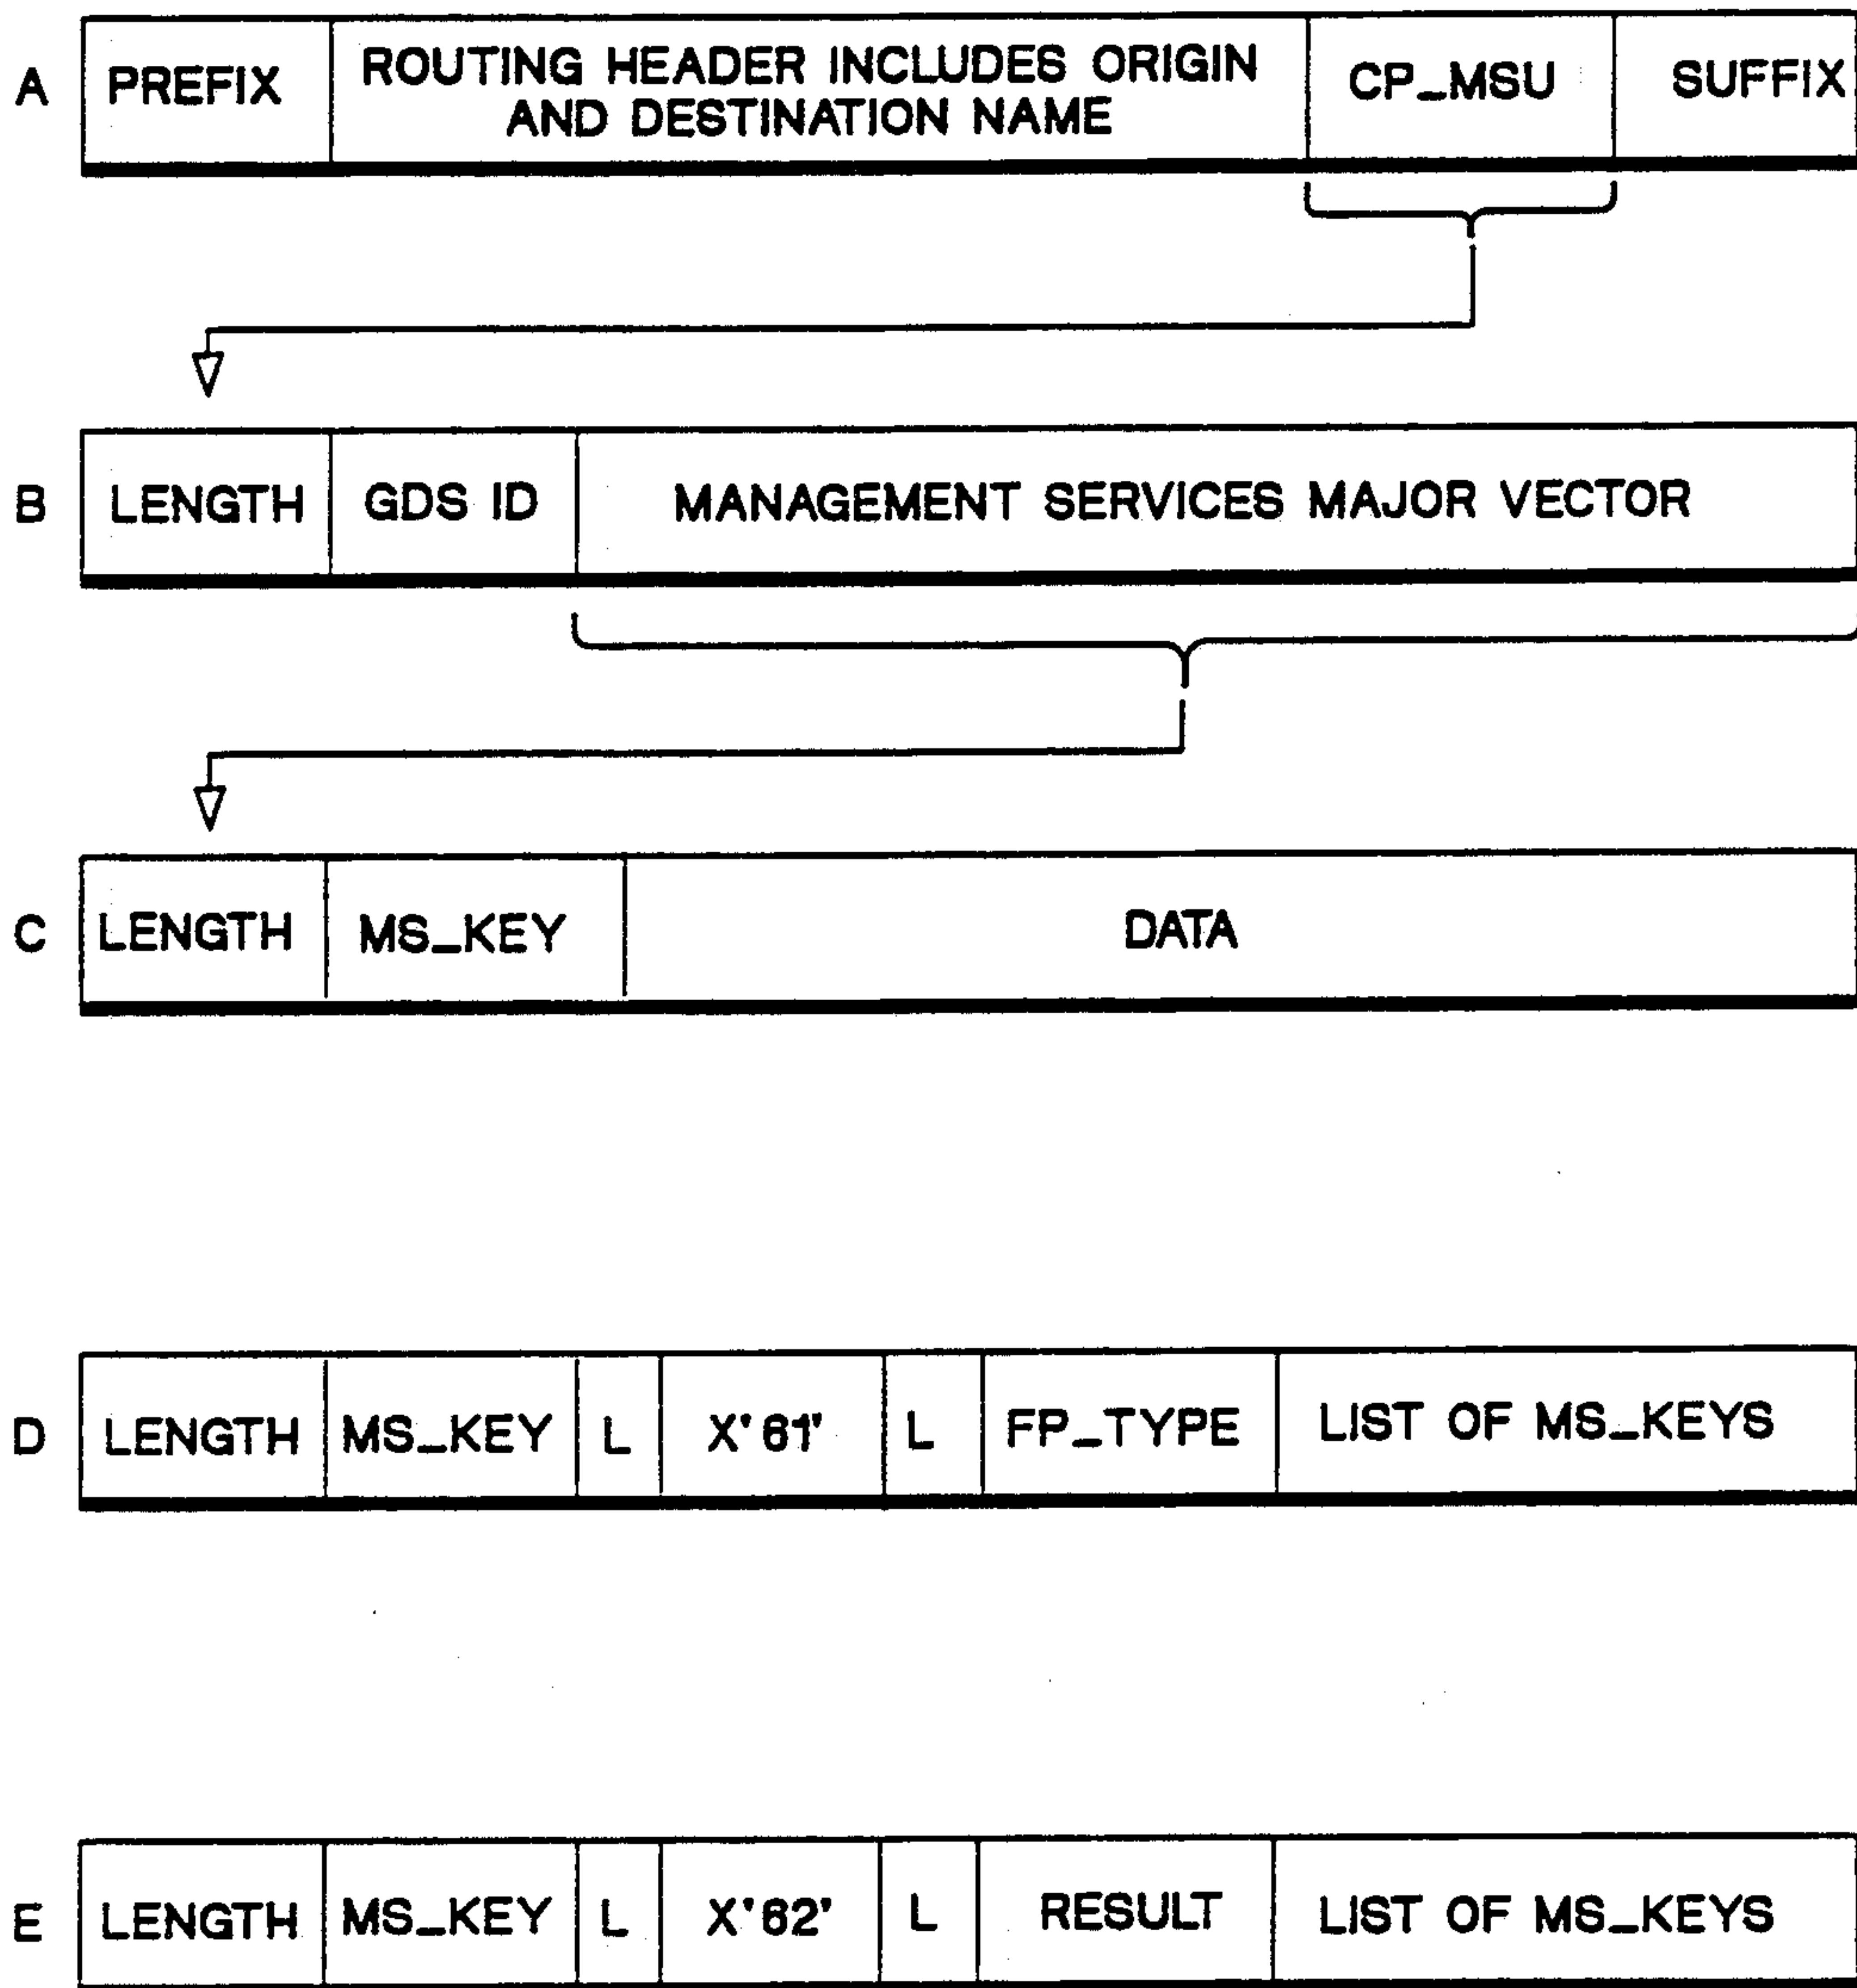 A PREFIX ROUTING HEADER INCLUDES ORIGIN AND DESTINATION NAME CP_MSU SUFFIX
B LENGTH GDS ID MANAGEMENT SERVICES MAJOR VECTOR
C LENGTH MS_KEY DATA
D LENGTH MS_KEY L X'61' L FP_TYPE LIST OF MS_KEYS
E LENGTH MS_KEY L X'62' L RESULT LIST OF MS_KEYS